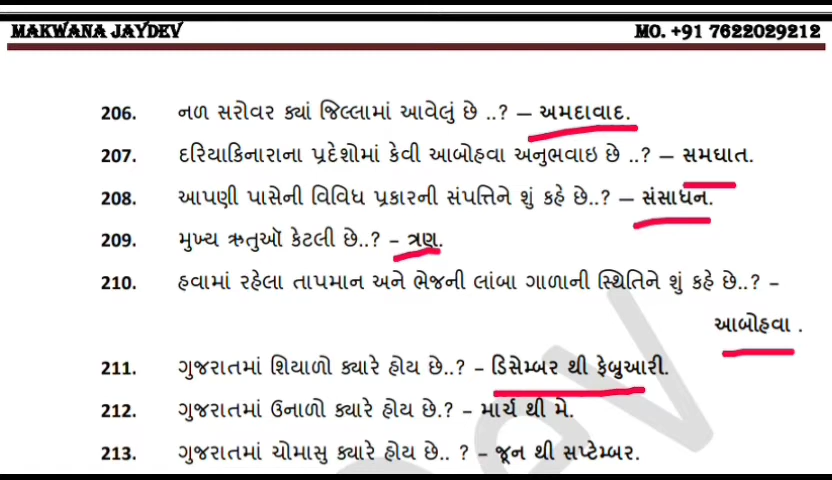 MAKWANA JAYDEV MO. +91 7622029212
206. નળ સરોવર ક્યાં જિલ્લામાં આવેલું છે ..? – અમદાવાદ.
207. દરિયાકિનારાના પ્રદેશોમાં કેવી આબોહવા અનુભવાઇ છે ..? – સમઘાત.
208. આપણી પાસેની વિવિધ પ્રકારની સંપત્તિને શું કહે છે..? – સંસાધન.
209. મુખ્ય ઋતુઓ કેટલી છે..? – ત્રણ.
210. હવામાં રહેલા તાપમાન અને ભેજની લાંબા ગાળાની સ્થિતિને શું કહે છે..? –
આબોહવા .
211. ગુજરાતમાં શિયાળો ક્યારે હોય છે..? – ડિસેમ્બર થી ફેબ્રુઆરી.
212. ગુજરાતમાં ઉનાળો ક્યારે હોય છે.? – માર્ચ થી મે.
213. ગુજરાતમાં ચોમાસુ ક્યારે હોય છે.. ? – જૂન થી સપ્ટેમ્બર.